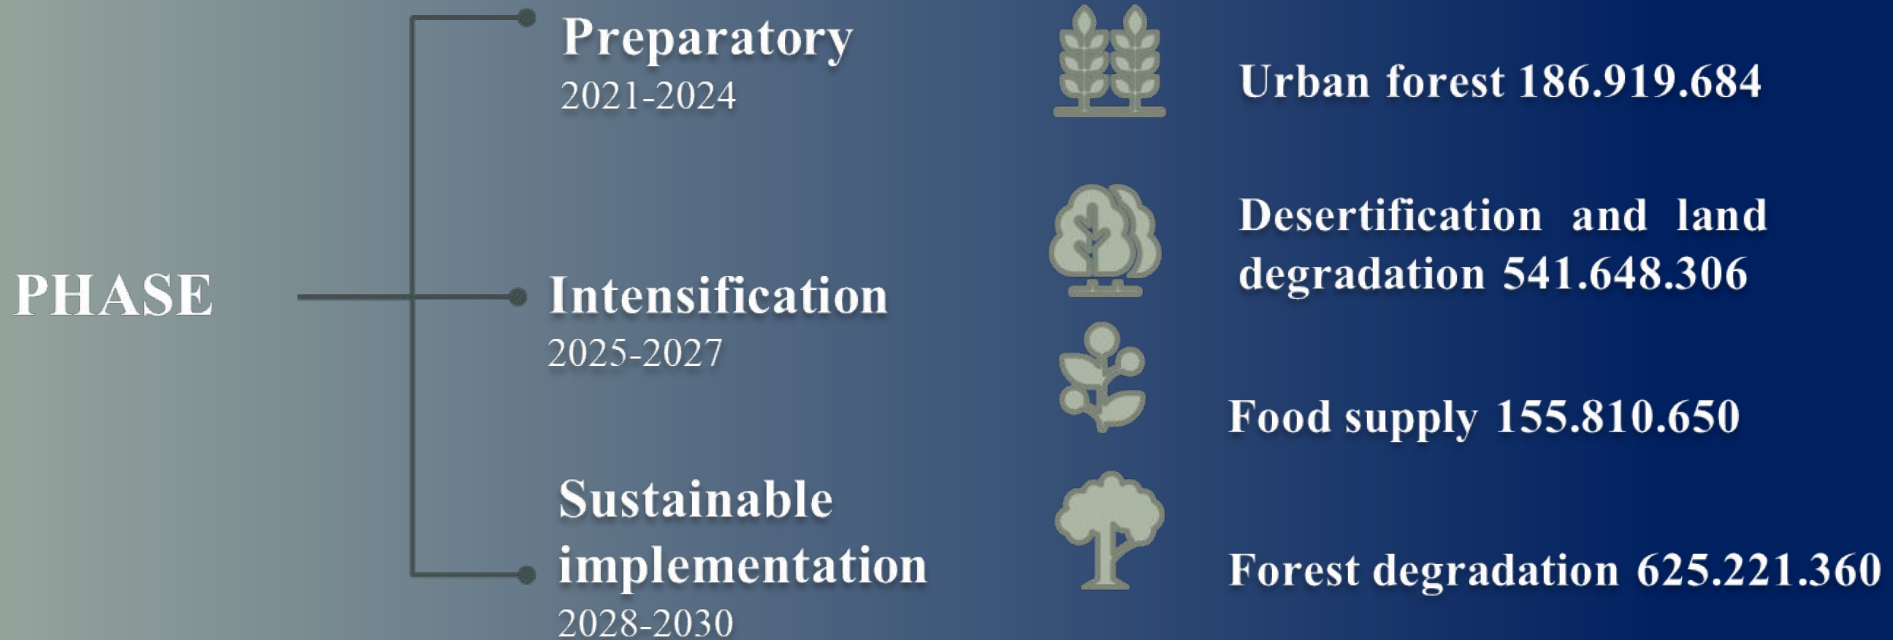 PHASE
Preparatory
2021-2024
Intensification
2025-2027
Sustainable
implementation
2028-2030
Urban forest 186.919.684
Desertification and land
degradation 541.648.306
Food supply 155.810.650
Forest degradation 625.221.360